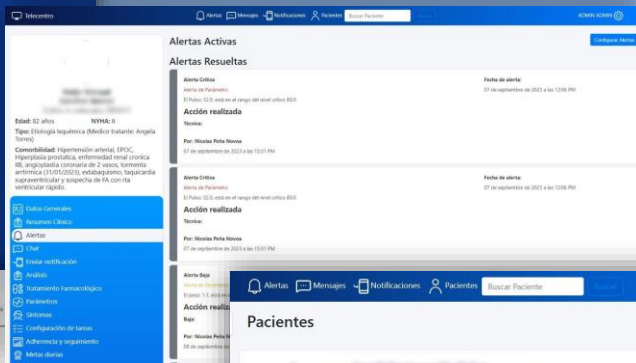 Telecentro
Alertas Mensajes Notificaciones Pacientes Buscar Paciente
ADMIN ADMIN
Edad: 82 años NYHA: II
Tipo: Etiología Isquémica (Medico tratante: Angela
Torres)
Comorbilidad: Hipertensión arterial, EPOC,
Hiperplasia prostatica, enfermedad renal cronica
IIB, angioplastia coronaria de 2 vasos, tormenta
arritmica (31/01/2023), extabaquismo, taquicardia
supraventricular y sospecha de FA con rta
ventricular rápido.
Datos Generales
Resumen Clínico
Alertas
Chat
Enviar notificación
Análisis
Tratamiento Farmacológico
Parámetros
Síntomas
Configuración de tareas
Adherencia y seguimiento
Metas diarias
Alertas Activas
Configurar Alertas
Alertas Resueltas
Alerta Crítica
Alerta de Parámetro
El Pulso: 52.0, está en el rango del nivel crítico
Acción realizada
Técnica:
Por: Nicolas Peña Novoa
07 de septiembre de 2023 a las 15:31 PM
Fecha de alerta:
07 de septiembre de 2023 a las 12:06 PM
Alerta Crítica
Alerta de Parámetro
El Pulso: 52.0, está en el rango del nivel crítico
Acción realizada
Técnica:
Por: Nicolas Peña Novoa
07 de septiembre de 2023 a las 15:31 PM
Fecha de alerta:
07 de septiembre de 2023 a las 12:06 PM
Alerta Baja
Alerta de Parámetro
Acción realiz
Baja:
Por: Nicolas Peña N
08 de septiembre de
Alertas Mensajes Notificaciones Pacientes Buscar Paciente
Pacientes